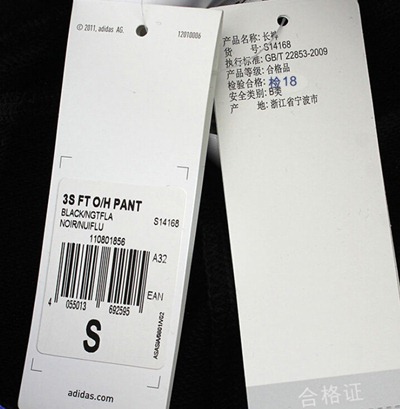 © 2011, adidas AG. 12010006
3S FT O/H PANT
BLACK/NGTFLA S14168
NOIR/NUIFLU
110801856
A32
EAN
4 055013 692595
S
adidas.com
产品名称: 长裤
货 号: S14168
执行标准: GB/T 22853-2009
产品等级: 合格品
检验合格: 检18
安全类别: B类
产 地: 浙江省宁波市
合格证